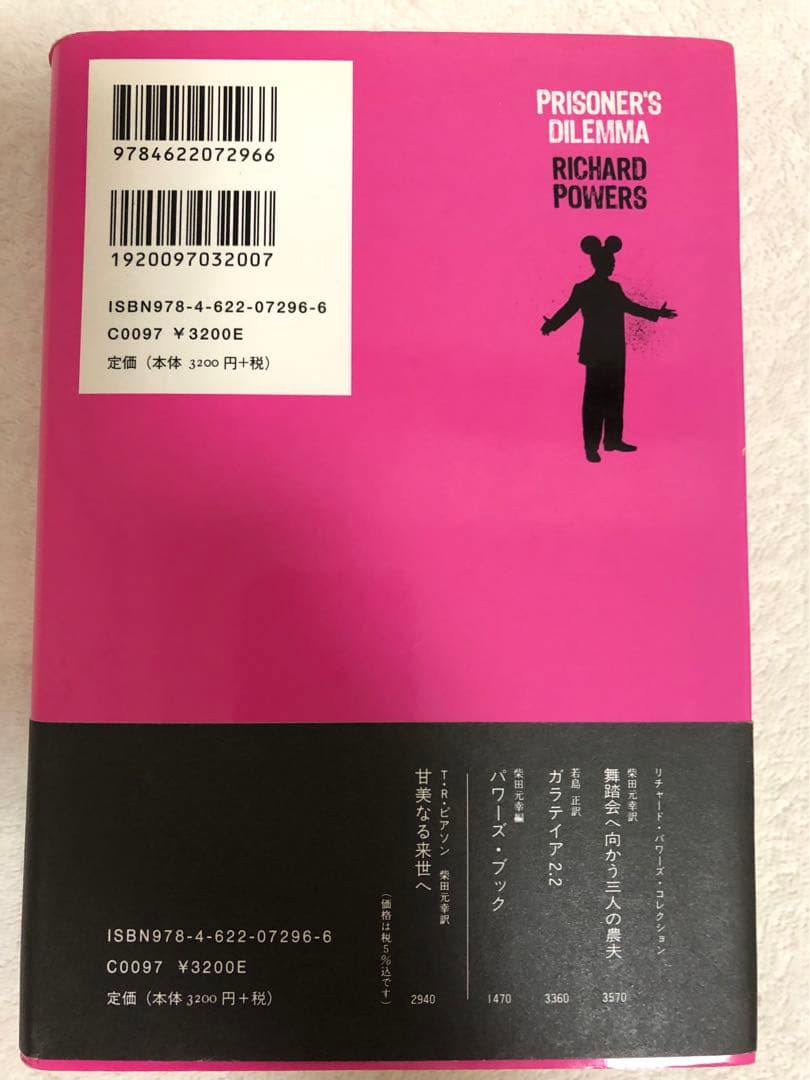 9784622072966
1920097032007
ISBN978-4-622-07296-6
C0097 ￥3200E
定価（本体 3200 円+税）
PRISONER'S
DILEMMA
RICHARD
POWERS
リチャード・パワーズ・コレクション
柴田元幸訳
舞踏会へ向かう三人の農夫
3570
若島 正訳
ガラテイア2.2
3360
柴田元幸編
パワーズ・ブック
1470
T・R・ピアソン 柴田元幸訳
甘美なる来世へ
2940
（価格は税5%込です）
ISBN978-4-622-07296-6
C0097 ￥3200E
定価（本体 3200 円+税）